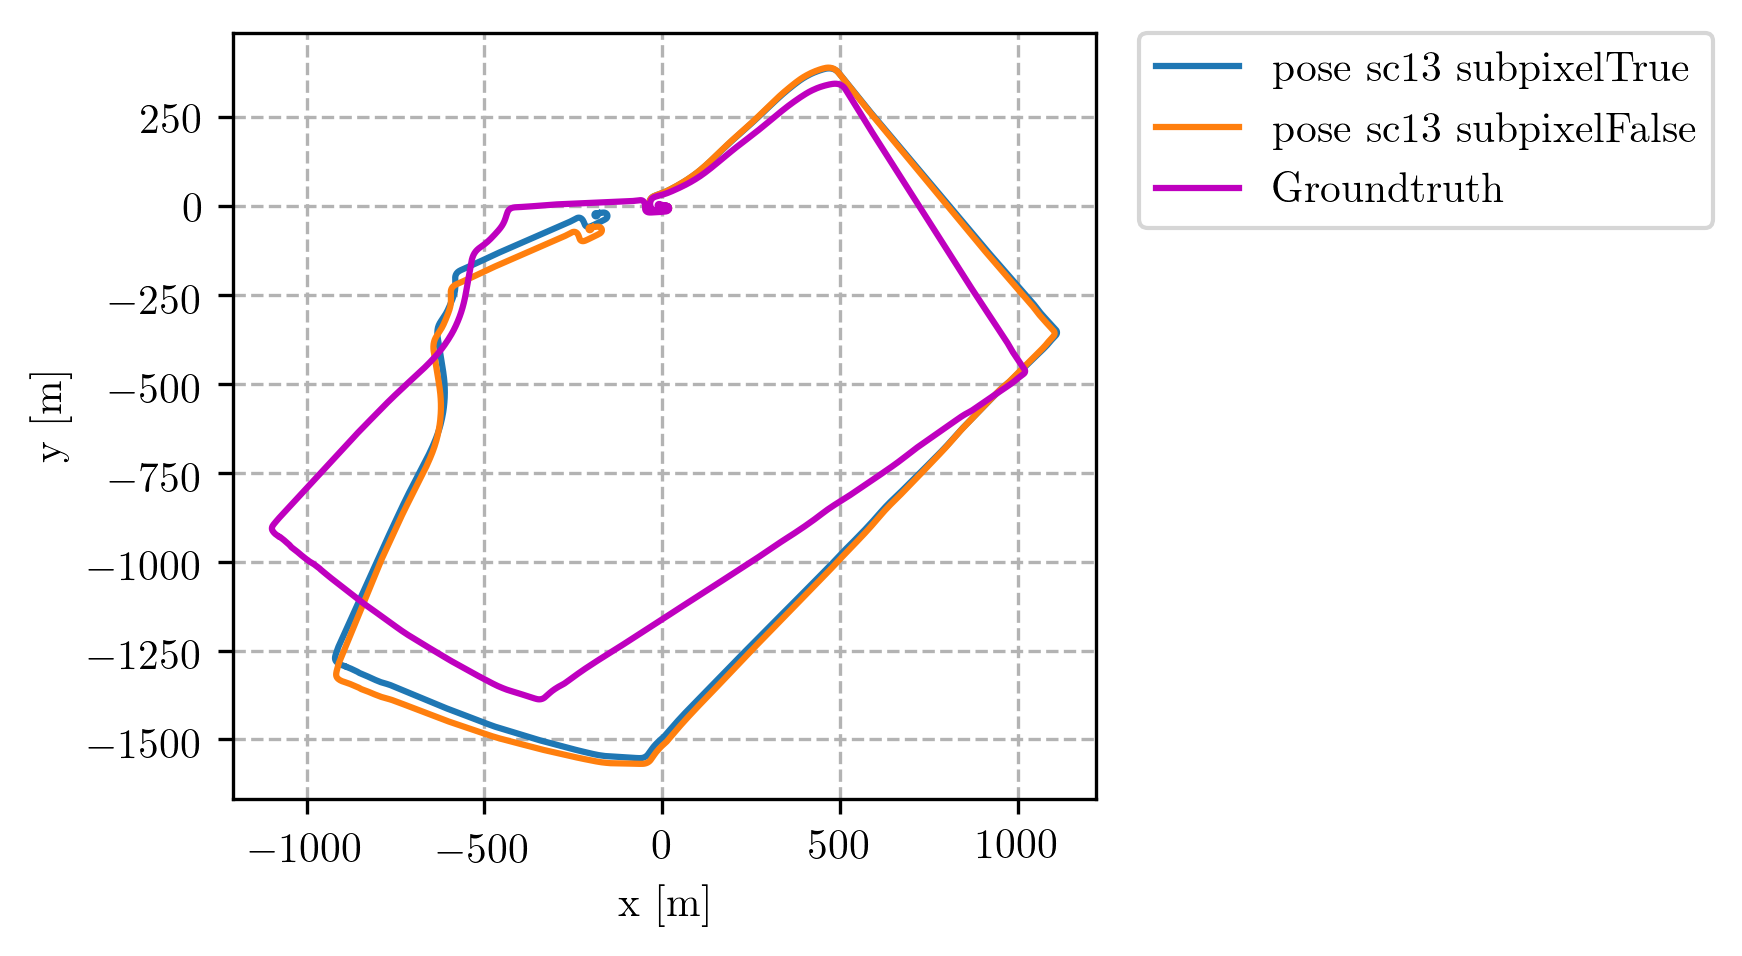 pose sc13 subpixelTrue
pose sc13 subpixelFalse
Groundtruth
250
0
−250
−500
−750
−1000
−1250
−1500
y [m]
−1000 −500 0 500 1000
x [m]